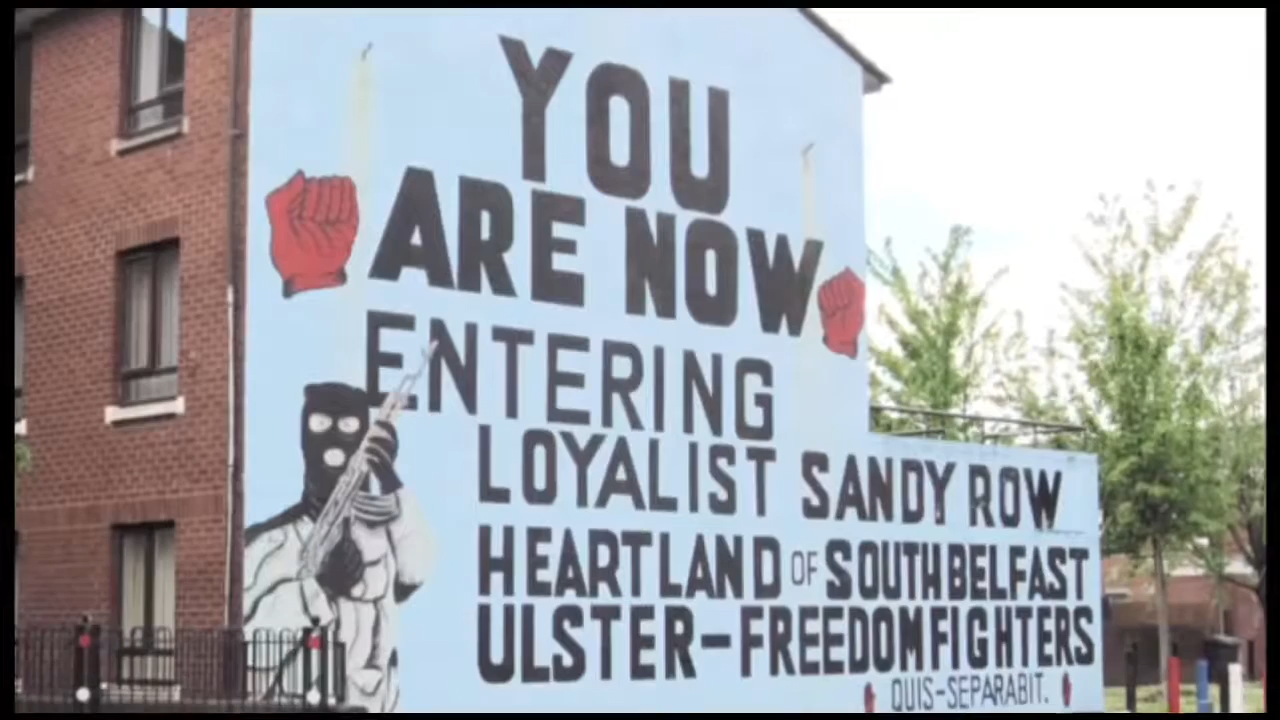 YOU
ARE NOW
ENTERING
LOYALIST SANDY ROW
HEARTLAND OF SOUTH BELFAST
ULSTER-FREEDOM FIGHTERS
QUIS-SEPARABIT.